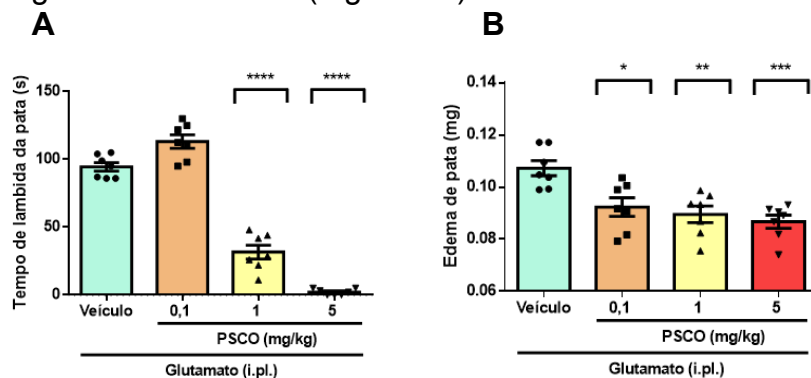 A
B
Tempo de lambida da pata (s)
150
100
50
0
****
****
Veículo
0,1
1
5
PSCO (mg/kg)
Glutamato (i.pl.)
Edema de pata (mg)
0.14
0.12
0.10
0.08
0.06
*
**
***
Veículo
0,1
1
5
PSCO (mg/kg)
Glutamato (i.pl.)